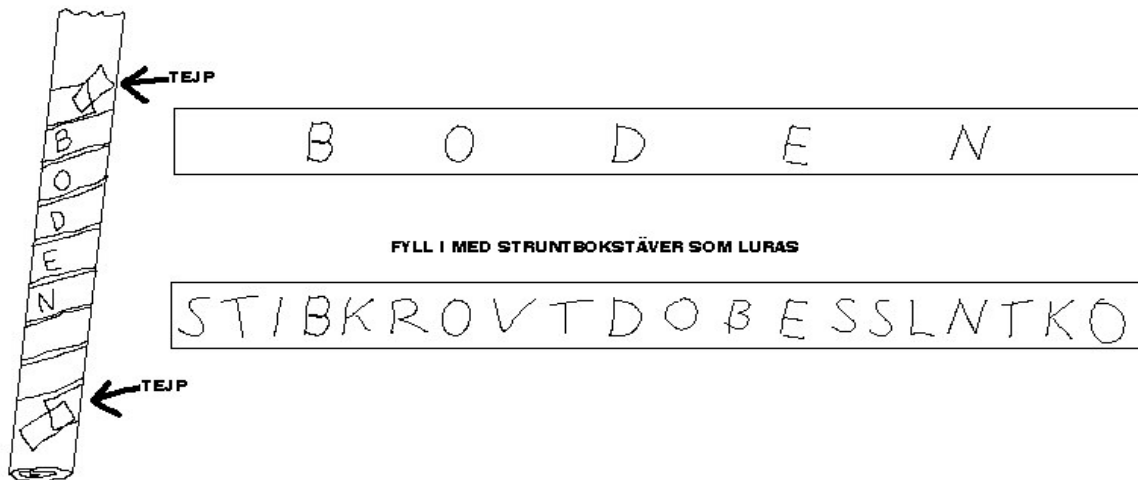 TEJP
B
O
D
E
N
TEJP
B O D E N
FYLL I MED STRUNTBOKSTÄVER SOM LURAS
STIBKROVTDOBESSLNTKO